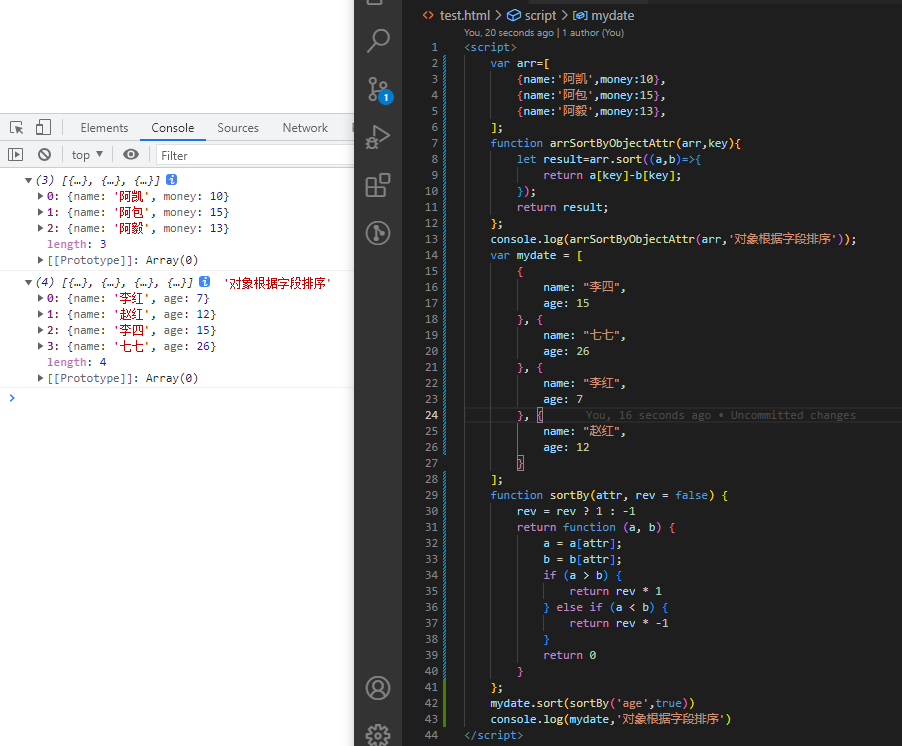 Elements Console Sources Network
top ▼ Filter
▼(3) [{…}, {…}, {…}] i
▶0: {name: '阿凯', money: 10}
▶1: {name: '阿包', money: 15}
▶2: {name: '阿毅', money: 13}
length: 3
▶[[Prototype]]: Array(0)
▼(4) [{…}, {…}, {…}, {…}] i '对象根据字段排序'
▶0: {name: '李红', age: 7}
▶1: {name: '赵红', age: 12}
▶2: {name: '李四', age: 15}
▶3: {name: '七七', age: 26}
length: 4
▶[[Prototype]]: Array(0)
>
1
<> test.html > script > mydate
You, 20 seconds ago | 1 author (You)
1 <script>
2 var arr=[
3 {name:'阿凯',money:10},
4 {name:'阿包',money:15},
5 {name:'阿毅',money:13},
6 ];
7 function arrSortByObjectAttr(arr,key){
8 let result=arr.sort((a,b)=>{
9 return a[key]-b[key];
10 });
11 return result;
12 };
13 console.log(arrSortByObjectAttr(arr,'对象根据字段排序'));
14 var mydate = [
15 {
16 name: "李四",
17 age: 15
18 }, {
19 name: "七七",
20 age: 26
21 }, {
22 name: "李红",
23 age: 7
24 }, { You, 16 seconds ago • Uncommitted changes
25 name: "赵红",
26 age: 12
27 }
28 ];
29 function sortBy(attr, rev = false) {
30 rev = rev ? 1 : -1
31 return function (a, b) {
32 a = a[attr];
33 b = b[attr];
34 if (a > b) {
35 return rev * 1
36 } else if (a < b) {
37 return rev * -1
38 }
39 return 0
40 }
41 };
42 mydate.sort(sortBy('age',true))
43 console.log(mydate,'对象根据字段排序')
44 </script>